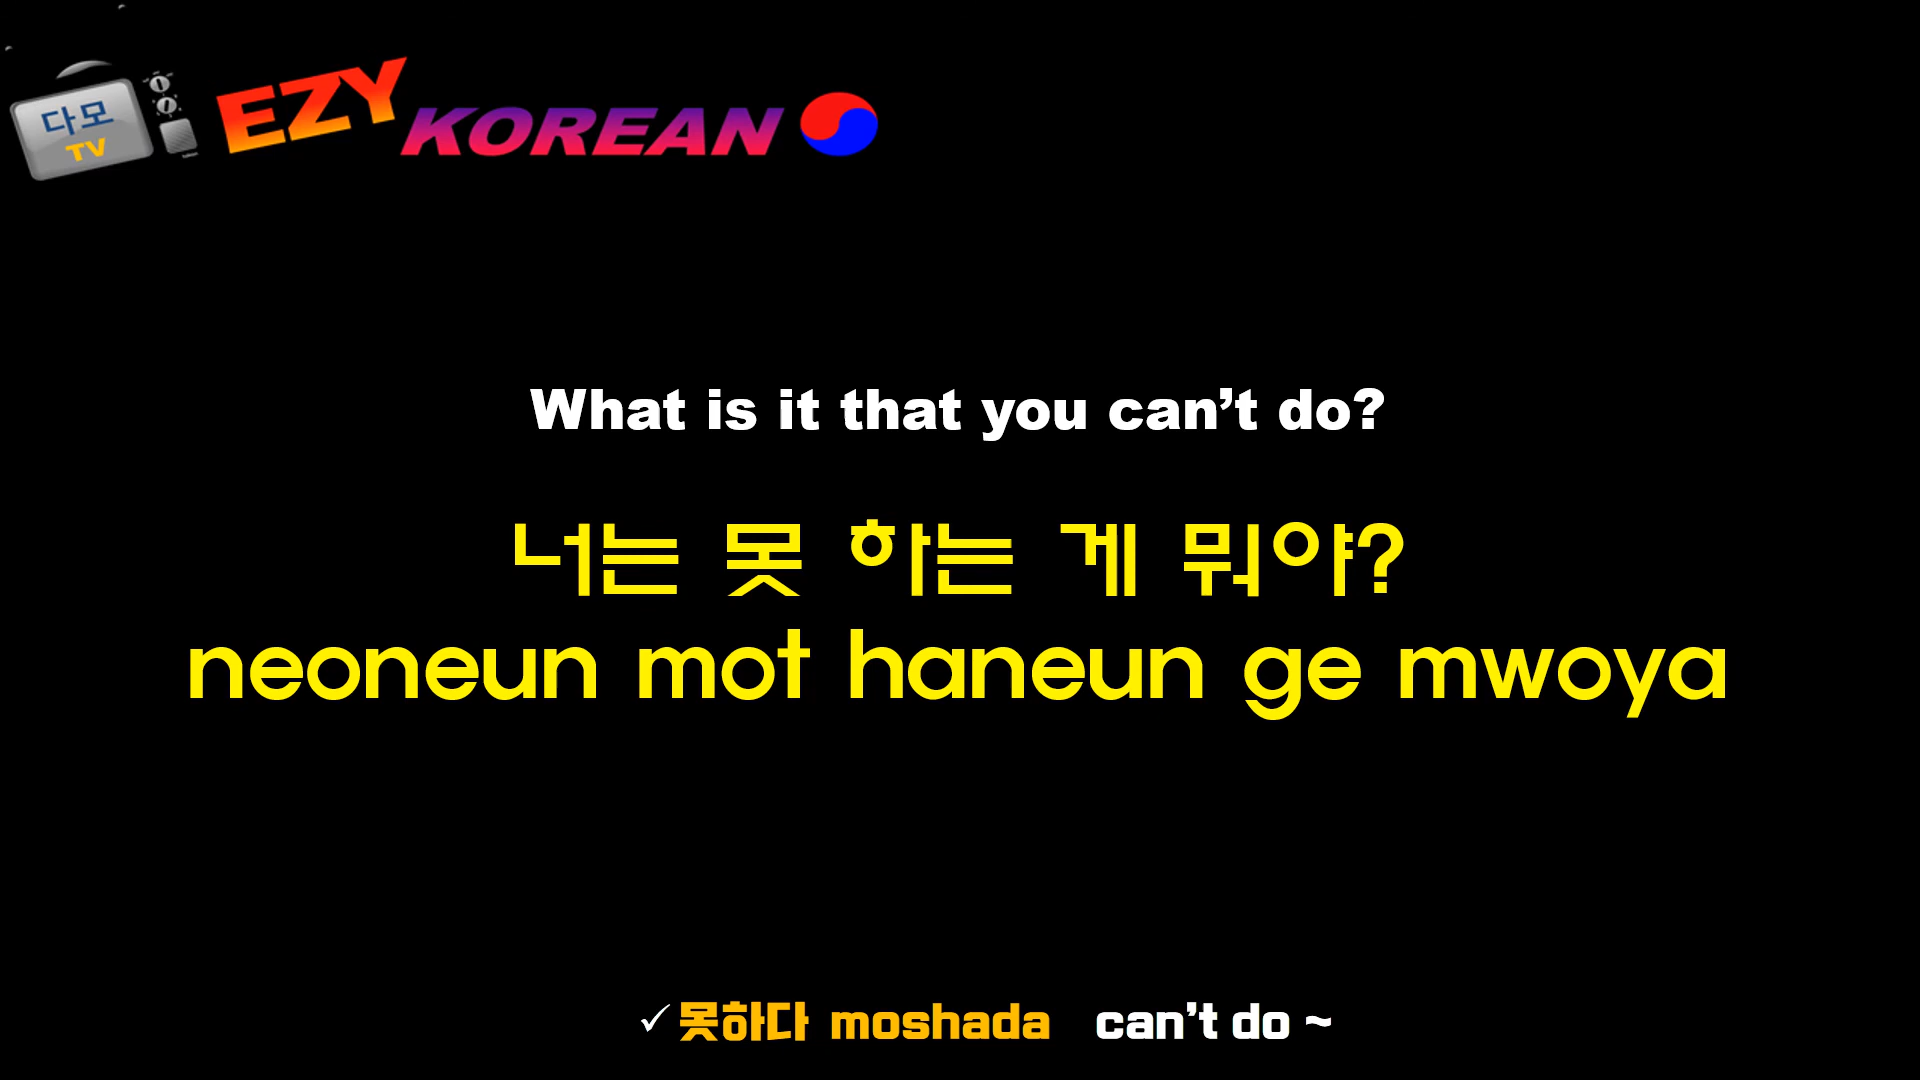 다모
TV
EZY KOREAN
What is it that you can’t do?
너는 못 하는 게 뭐야?
neoneun mot haneun ge mwoya
✓ 못하다 moshada can’t do ~